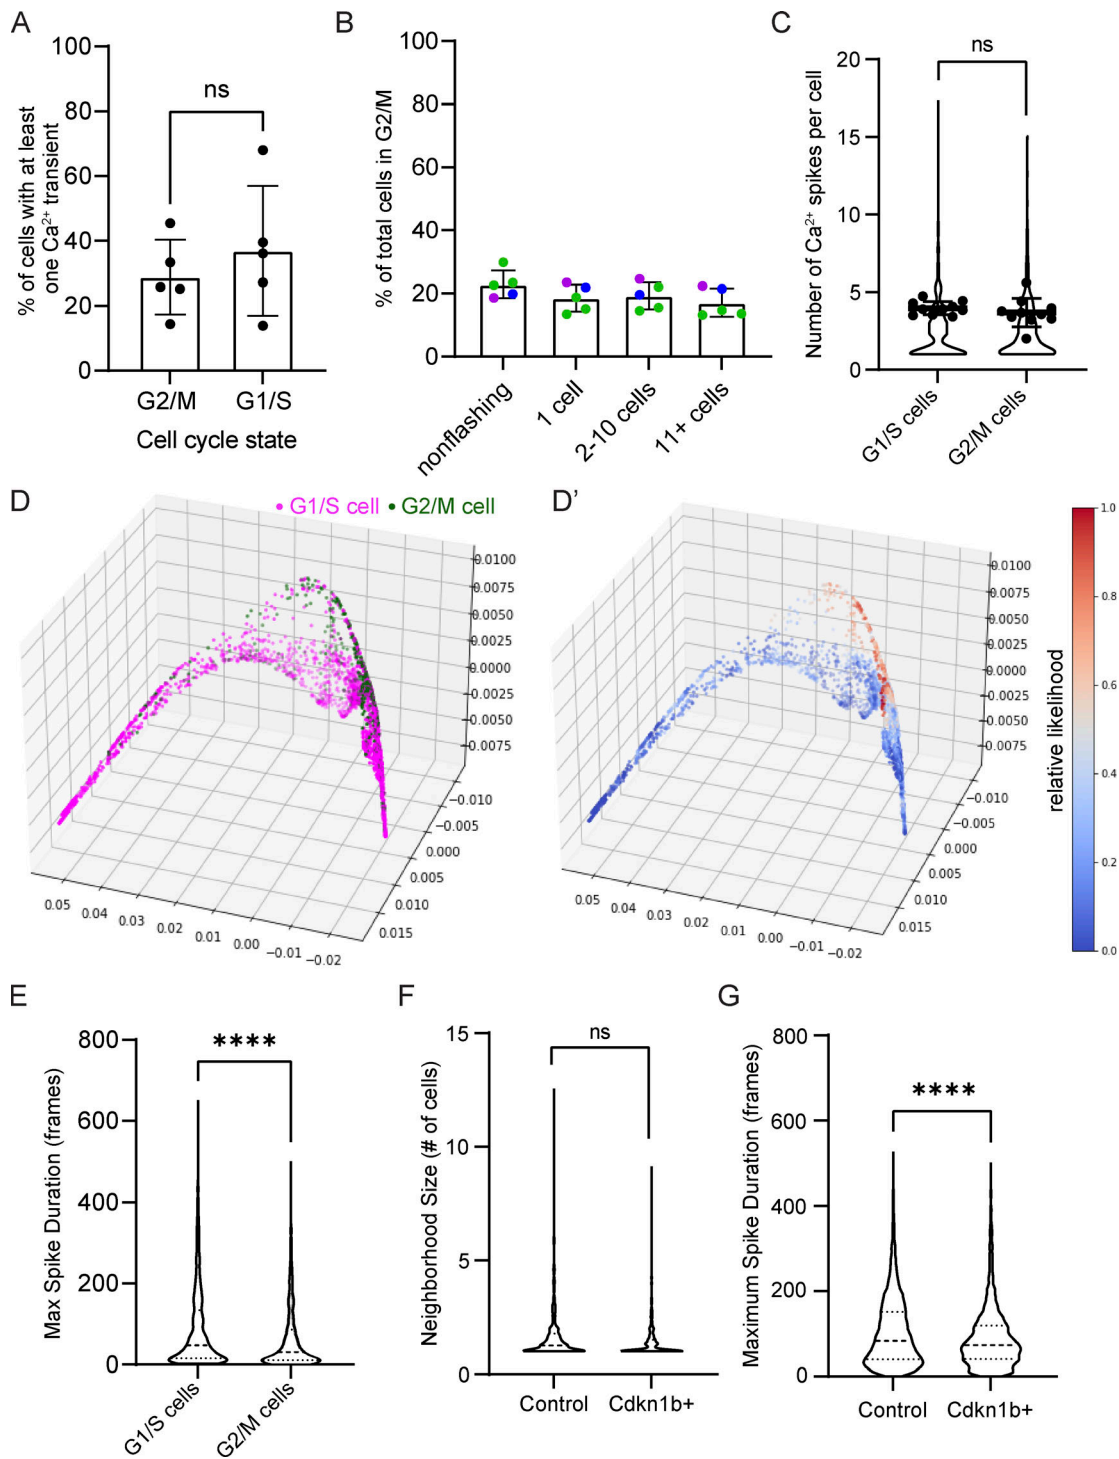 A
% of cells with at least
one Ca²⁺ transient
100
80
60
40
20
0
ns
G2/M
G1/S
Cell cycle state
B
% of total cells in G2/M
100
80
60
40
20
0
nonflashing
1 cell
2-10 cells
11+ cells
C
Number of Ca²⁺ spikes per cell
20
15
10
5
0
ns
G1/S cells
G2/M cells
D
G1/S cell
G2/M cell
0.0100
0.0075
0.0050
0.0025
0.0000
0.0025
0.0050
0.0075
−0.010
−0.005
0.000
0.005
0.010
0.015
0.05
0.04
0.03
0.02
0.01
0.00
−0.01
−0.02
D’
0.0100
0.0075
0.0050
0.0025
0.0000
0.0025
0.0050
0.0075
−0.010
−0.005
0.000
0.005
0.010
0.015
0.05
0.04
0.03
0.02
0.01
0.00
−0.01
−0.02
relative likelihood
1.0
0.8
0.6
0.4
0.2
0.0
E
Max Spike Duration (frames)
800
600
400
200
0
****
G1/S cells
G2/M cells
F
Neighborhood Size (# of cells)
15
10
5
0
ns
Control
Cdkn1b+
G
Maximum Spike Duration (frames)
800
600
400
200
0
****
Control
Cdkn1b+